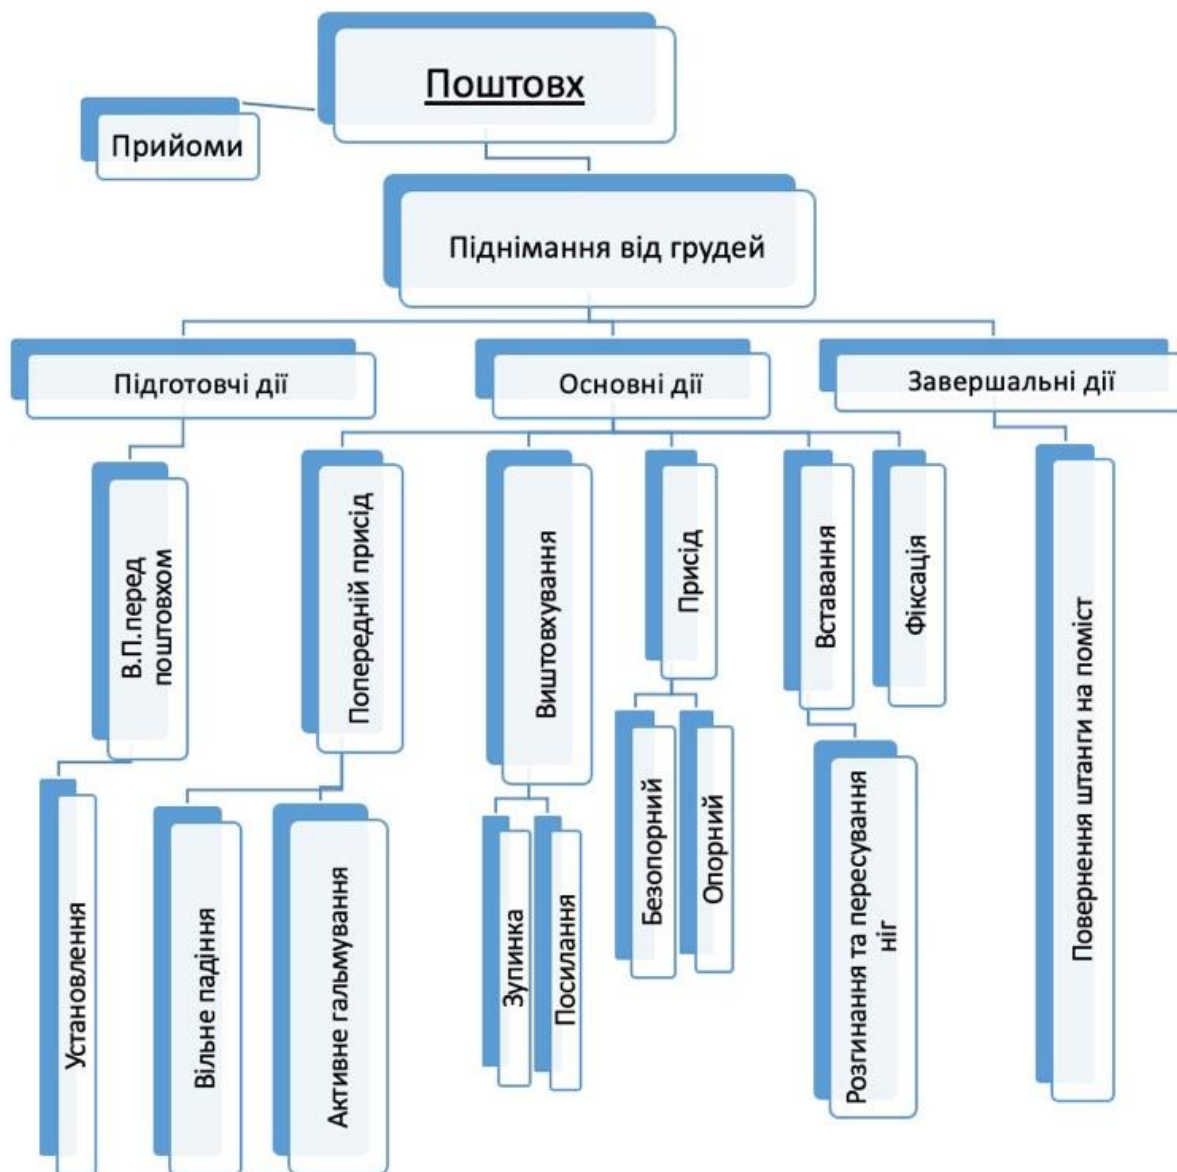 Поштовх
Прийоми
Піднімання від грудей
Підготовчі дії
Основні дії
Завершальні дії
В.П.перед
поштовхом
Попередній присід
Виштовхування
Присід
Вставання
Фіксація
Повернення штанги на поміст
Установлення
Вільне падіння
Активне гальмування
Зупинка
Посилання
Безопорний
Опорний
Розгинання та пересування
ніг